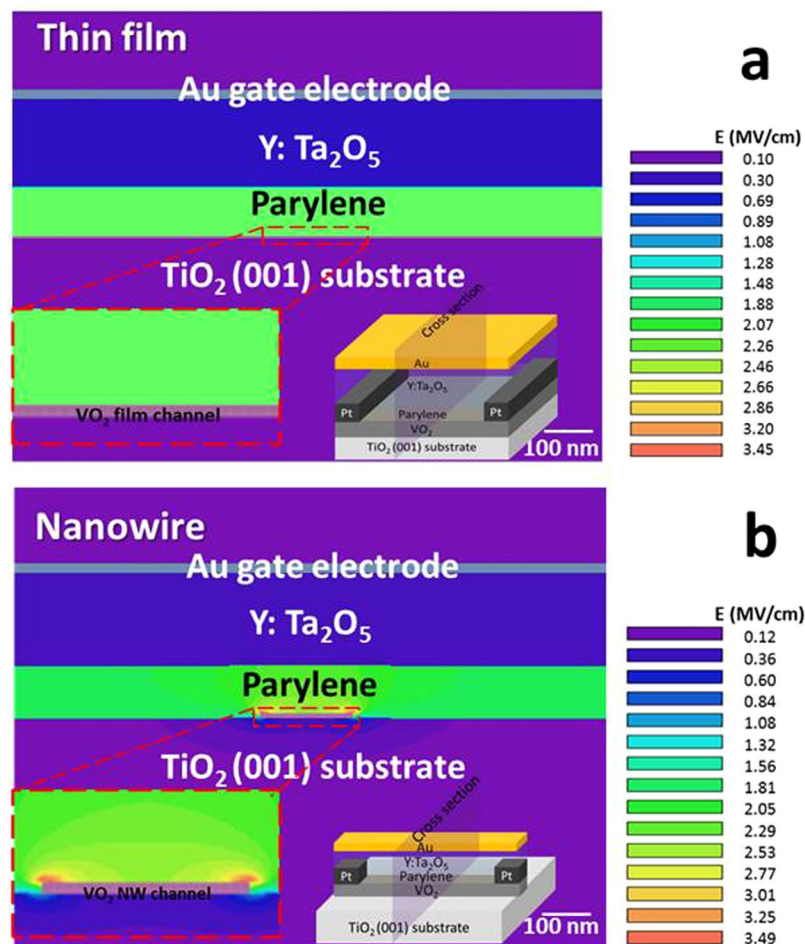 Thin film
a
Au gate electrode
Y: Ta₂O₅
Parylene
TiO₂ (001) substrate
VO₂ film channel
Cross section
Au
Y:Ta₂O₅
Pt
Parylene
Pt
VO₂
TiO₂ (001) substrate
100 nm
E (MV/cm)
0.10
0.30
0.69
0.89
1.08
1.28
1.48
1.88
2.07
2.26
2.46
2.66
2.86
3.20
3.45
Nanowire
b
Au gate electrode
Y: Ta₂O₅
Parylene
TiO₂ (001) substrate
VO₂ NW channel
Cross section
Au
Y:Ta₂O₅
Pt
Parylene
Pt
VO₂
TiO₂ (001) substrate
100 nm
E (MV/cm)
0.12
0.36
0.60
0.84
1.08
1.32
1.56
1.81
2.05
2.29
2.53
2.77
3.01
3.25
3.49